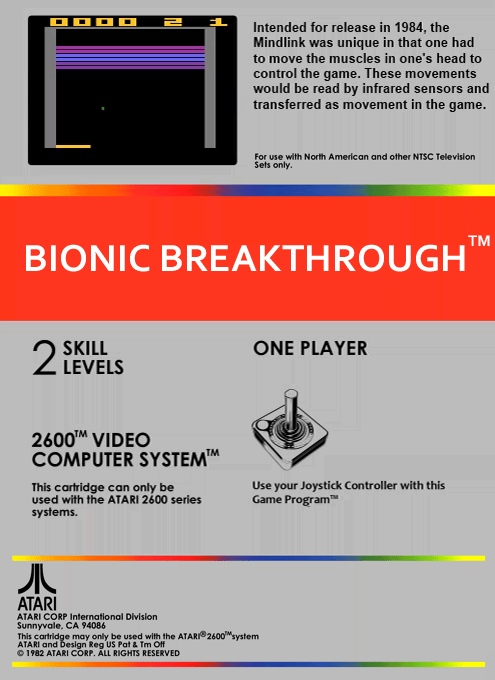 0000 2 1
Intended for release in 1984, the
Mindlink was unique in that one had
to move the muscles in one's head to
control the game. These movements
would be read by infrared sensors and
transferred as movement in the game.
For use with North American and other NTSC Television
Sets only.
BIONIC BREAKTHROUGH™
2 SKILL
LEVELS
ONE PLAYER
2600™ VIDEO
COMPUTER SYSTEM™
This cartridge can only be
used with the ATARI 2600 series
systems.
Use your Joystick Controller with this
Game Program™
ATARI
ATARI CORP International Division
Sunnyvale, CA 94086
This cartridge may only be used with the ATARI®2600™system
ATARI and Design Reg US Pat & Tm Off
© 1982 ATARI CORP. ALL RIGHTS RESERVED